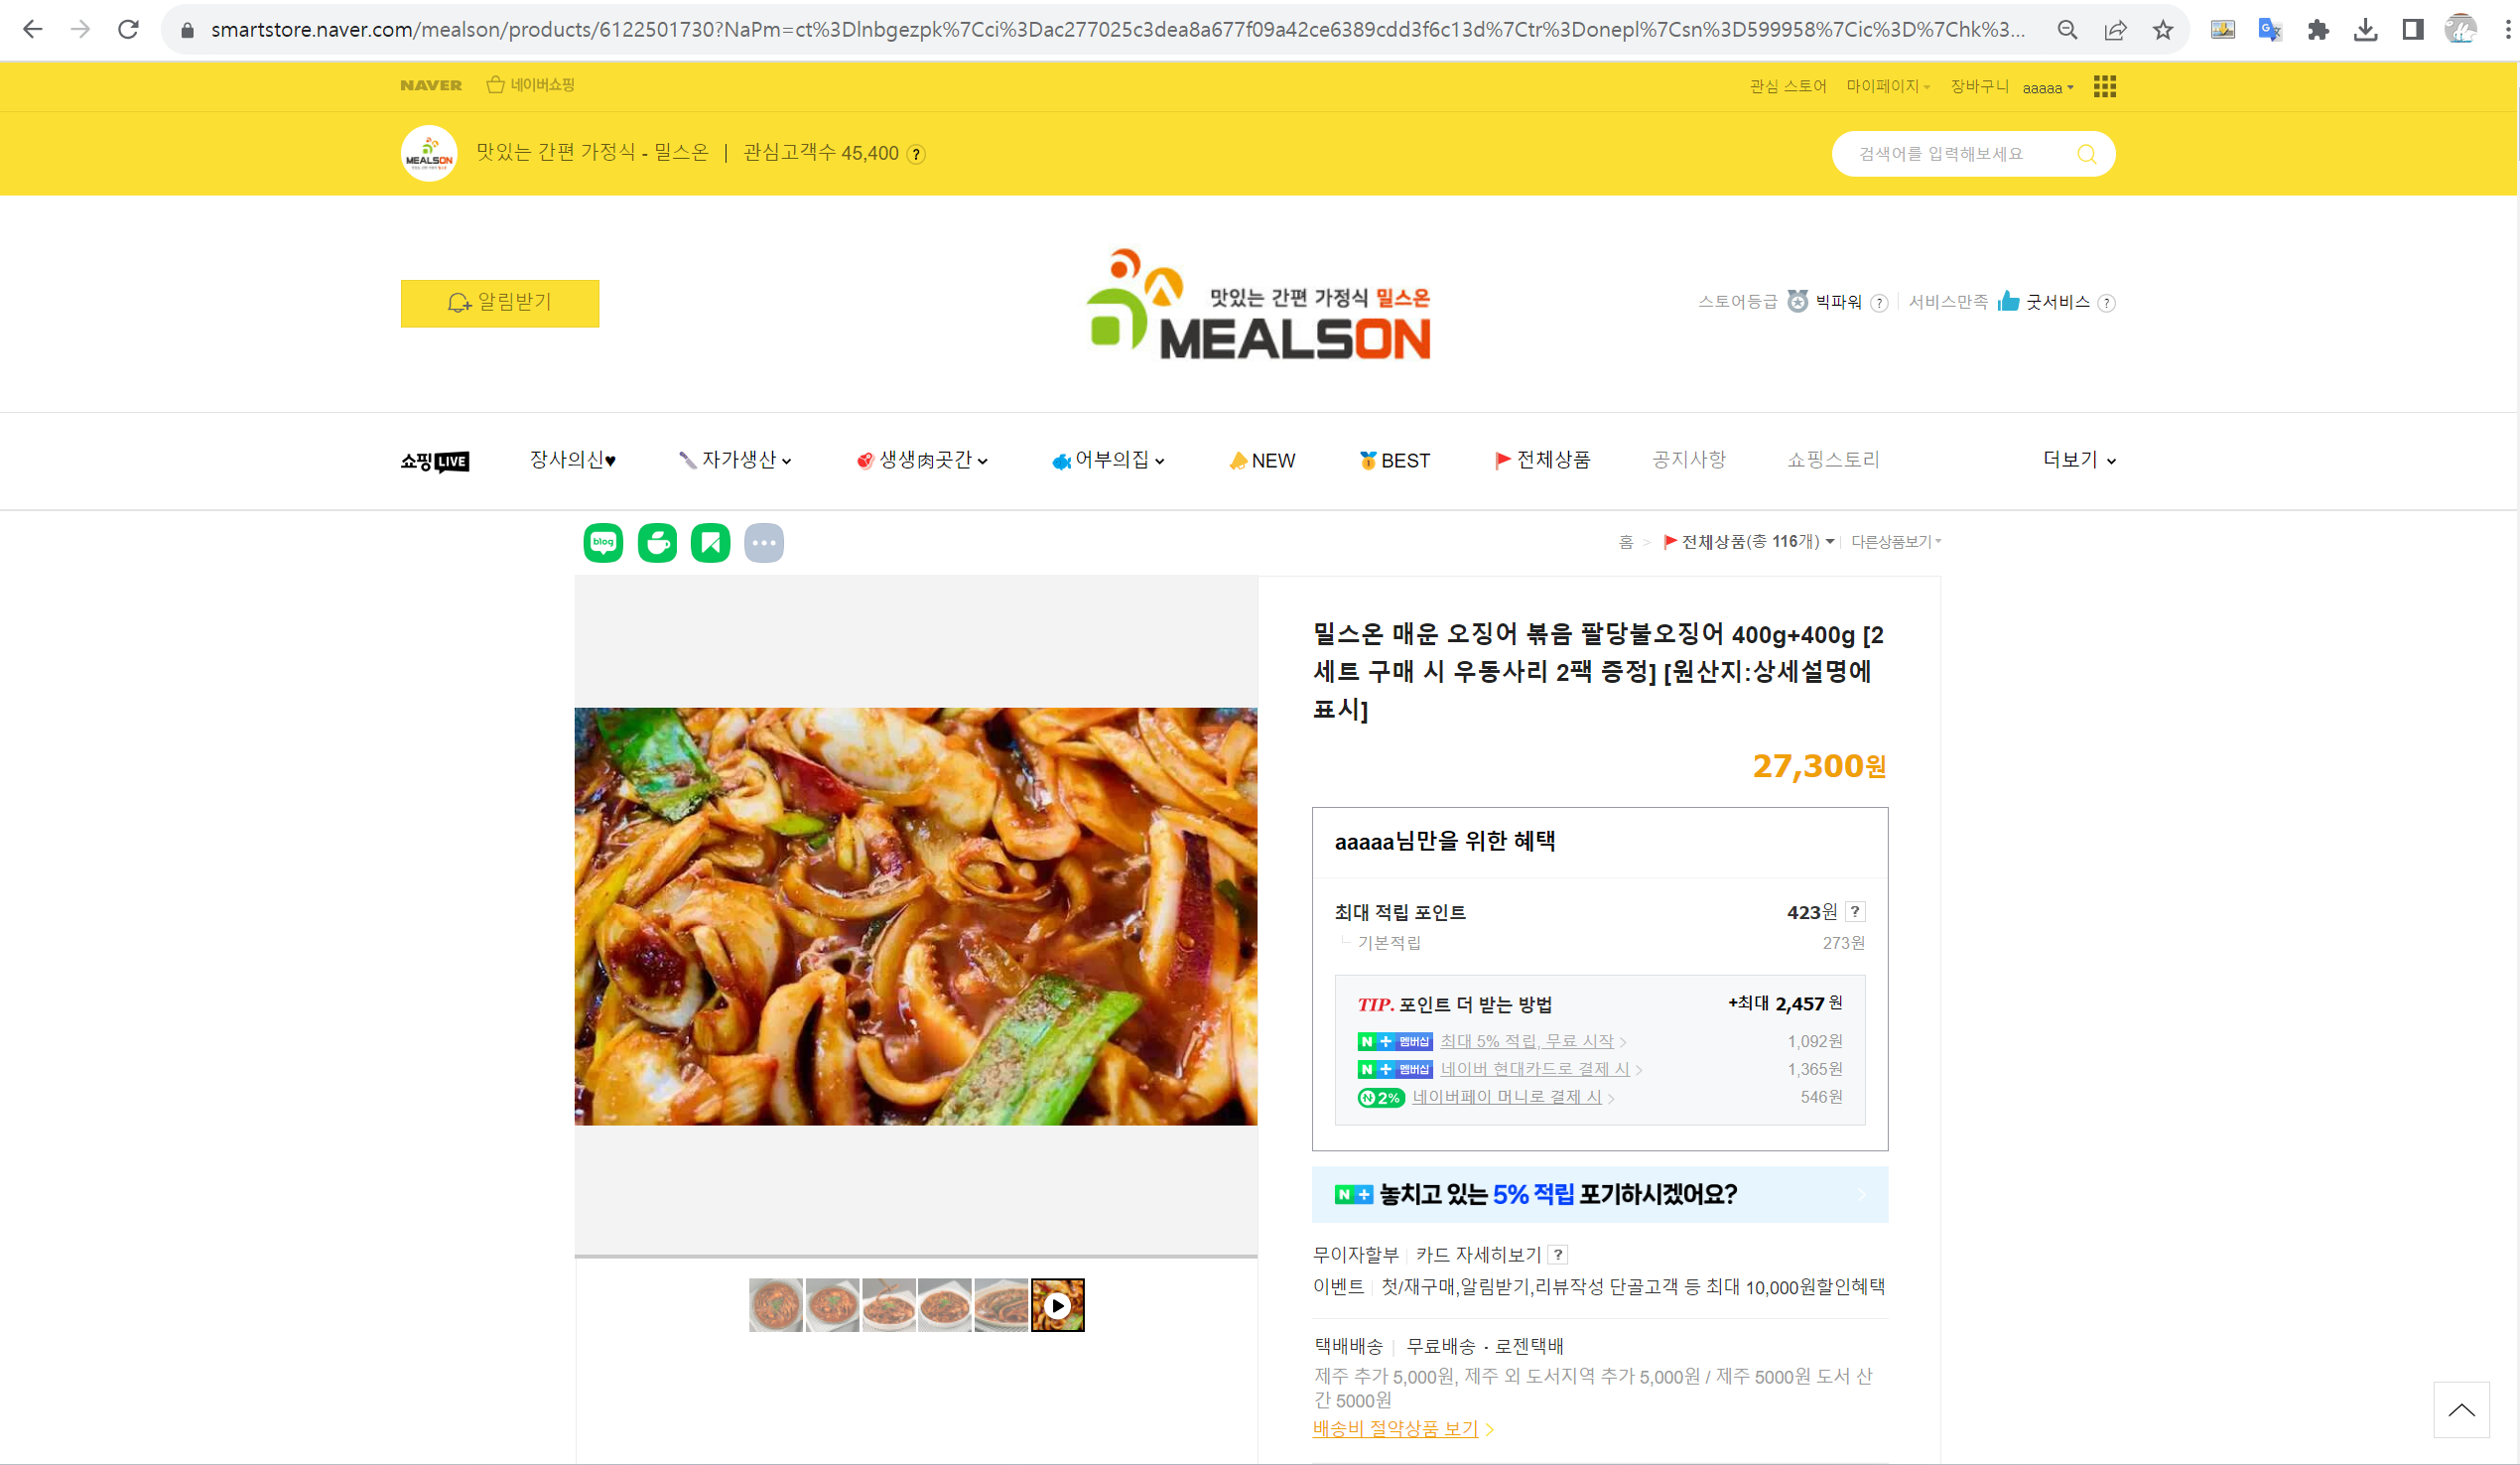 smartstore.naver.com/mealson/products/6122501730?NaPm=ct%3Dlnbgezpk%7Cci%3Dac277025c3dea8a677f09a42ce6389cdd3f6c13d%7Ctr%3Donepl%7Csn%3D599958%7Cic%3D%7Chk%3...
NAVER 네이버쇼핑 관심 스토어 마이페이지 장바구니 aaaaa
MEALSON 맛있는 간편 가정식 - 밀스온 | 관심고객수 45,400 ? 검색어를 입력해보세요
알림받기
맛있는 간편 가정식 밀스온
MEALSON
스토어등급 빅파워 ? 서비스만족 굿서비스 ?
쇼핑LIVE 장사의신♥ 자가생산 생생肉곳간 어부의집 NEW BEST 전체상품 공지사항 쇼핑스토리 더보기
blog
홈 > 전체상품(총 116개) 다른상품보기
밀스온 매운 오징어 볶음 팔당불오징어 400g+400g [2
세트 구매 시 우동사리 2팩 증정] [원산지:상세설명에
표시]
27,300원
aaaaa님만을 위한 혜택
최대 적립 포인트 423원 ?
기본적립 273원
TIP. 포인트 더 받는 방법 +최대 2,457 원
N + 멤버십 최대 5% 적립, 무료 시작 > 1,092원
N + 멤버십 네이버 현대카드로 결제 시 > 1,365원
N 2% 네이버페이 머니로 결제 시 > 546원
N + 놓치고 있는 5% 적립 포기하시겠어요?
무이자할부 카드 자세히보기 ?
이벤트 첫/재구매,알림받기,리뷰작성 단골고객 등 최대 10,000원할인혜택
택배배송 무료배송 · 로젠택배
제주 추가 5,000원, 제주 외 도서지역 추가 5,000원 / 제주 5000원 도서 산
간 5000원
배송비 절약상품 보기 >